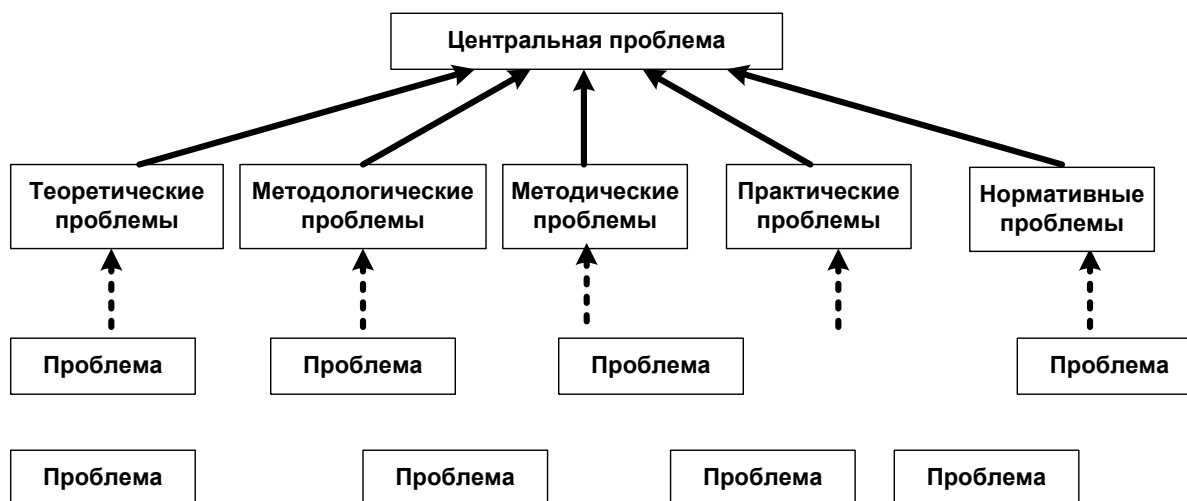 Центральная проблема
Теоретические
проблемы
Методологические
проблемы
Методические
проблемы
Практические
проблемы
Нормативные
проблемы
Проблема
Проблема
Проблема
Проблема
Проблема
Проблема
Проблема
Проблема